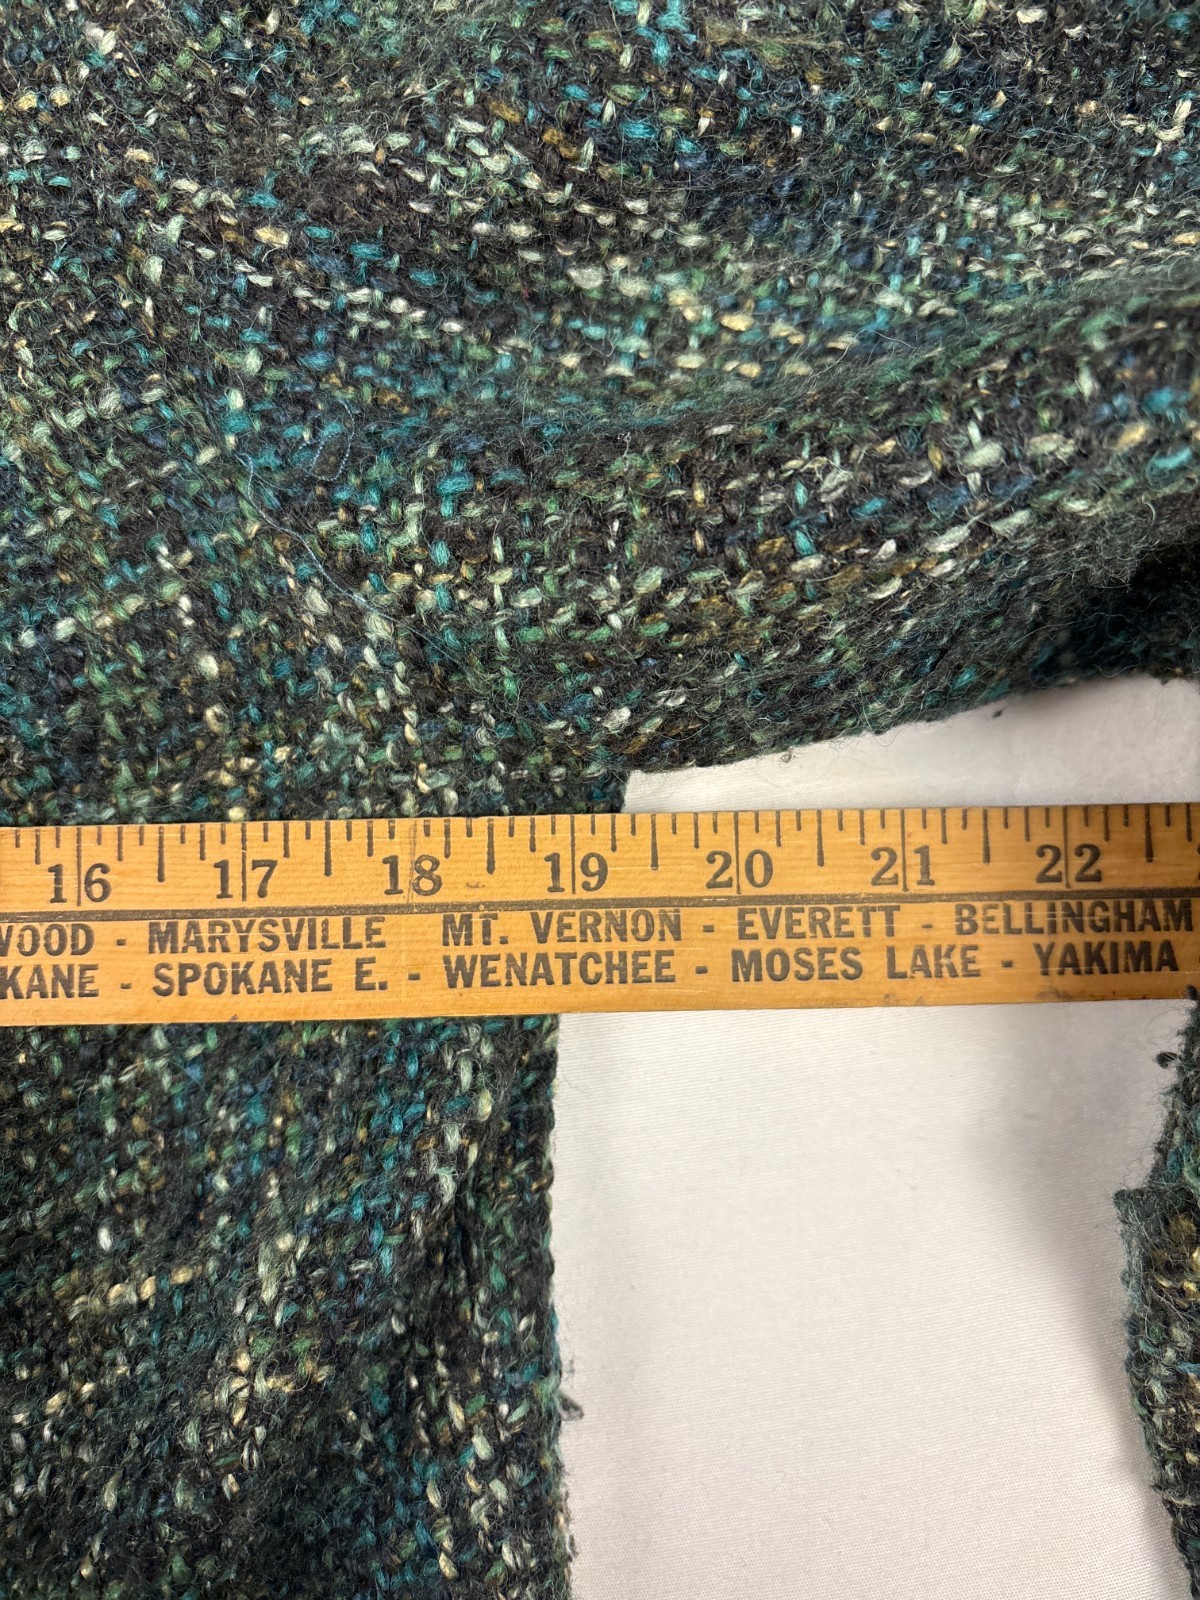 16 17 18 19 20 21 22
WOOD - MARYSVILLE MT. VERNON - EVERETT - BELLINGHAM
KANE - SPOKANE E. - WENATCHEE - MOSES LAKE - YAKIMA